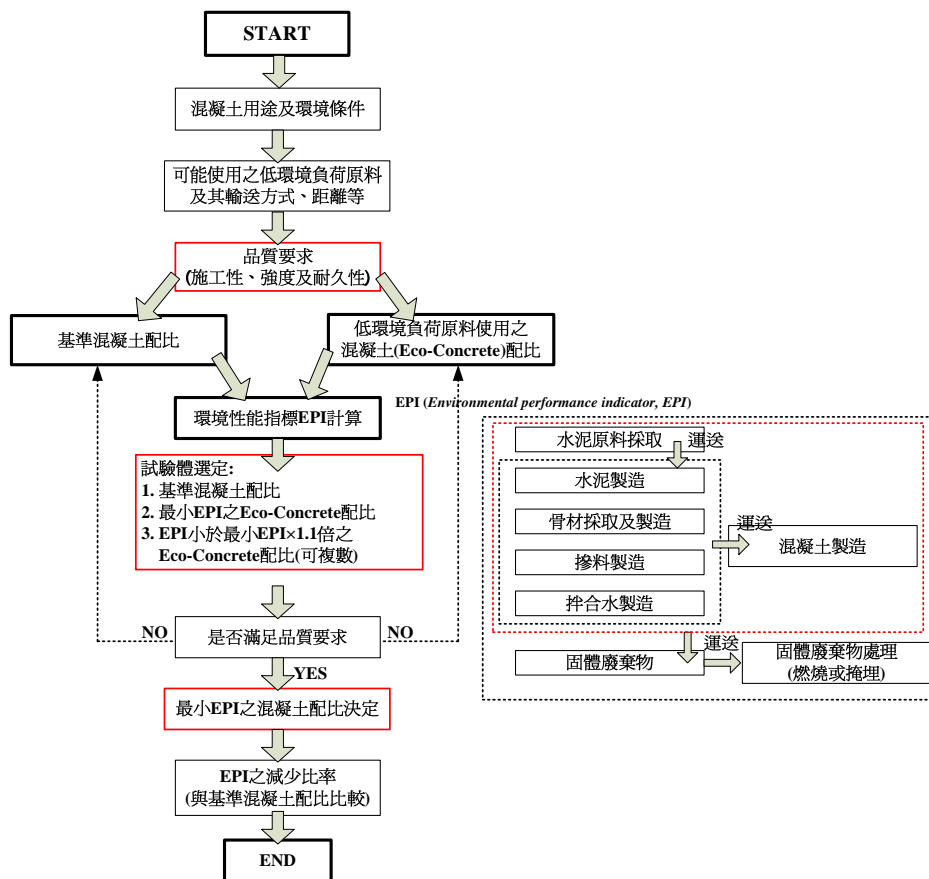 START
混凝土用途及環境條件
可能使用之低環境負荷原料
及其輸送方式、距離等
品質要求
(施工性、強度及耐久性)
基準混凝土配比
低環境負荷原料使用之
混凝土(Eco-Concrete)配比
EPI (Environmental performance indicator, EPI)
環境性能指標EPI計算
試驗體選定:
1. 基準混凝土配比
2. 最小EPI之Eco-Concrete配比
3. EPI小於最小EPI×1.1倍之
Eco-Concrete配比(可複數)
NO
是否滿足品質要求
NO
YES
最小EPI之混凝土配比決定
EPI之減少比率
(與基準混凝土配比比較)
END
水泥原料採取
運送
水泥製造
骨材採取及製造
摻料製造
拌合水製造
運送
混凝土製造
固體廢棄物
運送
固體廢棄物處理
(燃燒或掩埋)